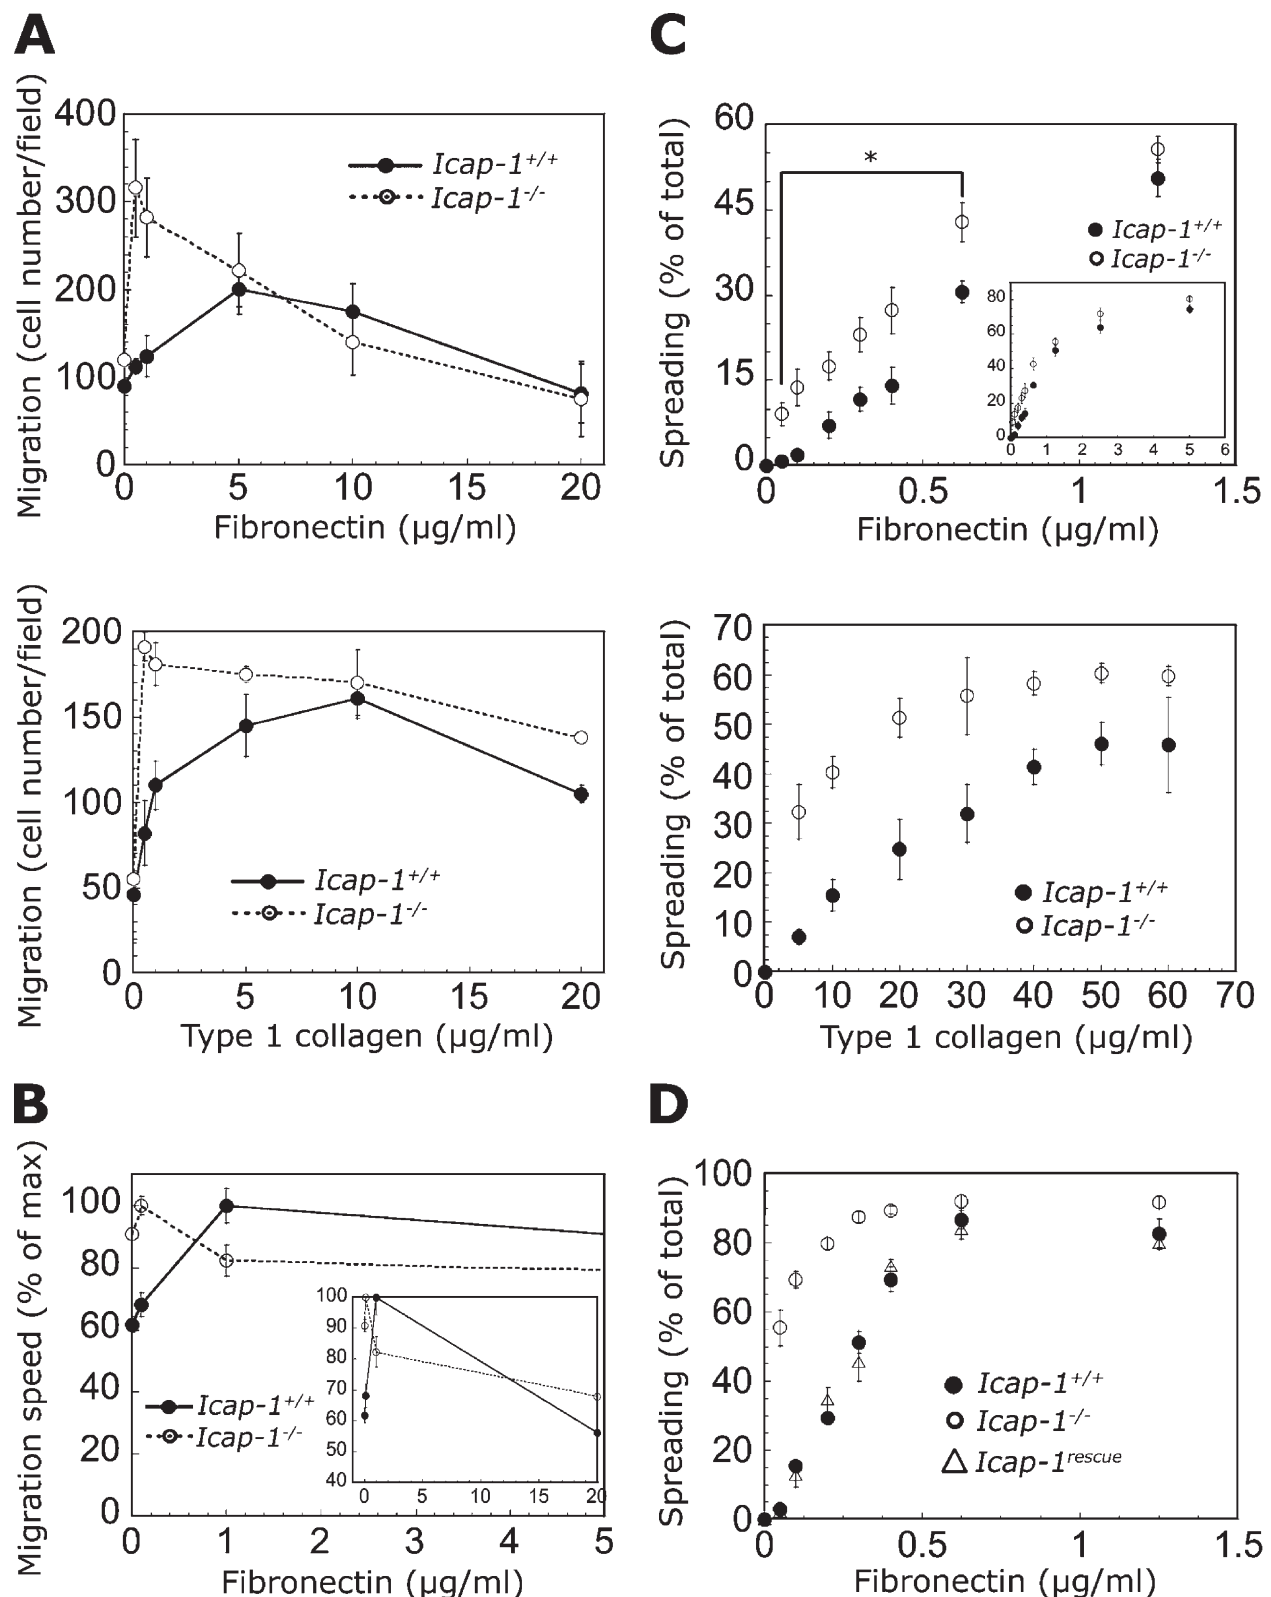 A
Migration (cell number/field)
400
300
200
100
0
Icap-1+/+
Icap-1-/-
0 5 10 15 20
Fibronectin (µg/ml)
Migration (cell number/field)
200
150
100
50
0
Icap-1+/+
Icap-1-/-
0 5 10 15 20
Type 1 collagen (µg/ml)
B
Migration speed (% of max)
100
80
60
40
20
0
Icap-1+/+
Icap-1-/-
100
90
80
70
60
50
40
0 5 10 15 20
0 1 2 3 4 5
Fibronectin (µg/ml)
C
Spreading (% of total)
60
45
30
15
0
*
Icap-1+/+
Icap-1-/-
80
60
40
20
0
0 1 2 3 4 5 6
0 0.5 1 1.5
Fibronectin (µg/ml)
Spreading (% of total)
70
60
50
40
30
20
10
0
Icap-1+/+
Icap-1-/-
0 10 20 30 40 50 60 70
Type 1 collagen (µg/ml)
D
Spreading (% of total)
100
80
60
40
20
0
Icap-1+/+
Icap-1-/-
Icap-1rescue
0 0.5 1 1.5
Fibronectin (µg/ml)